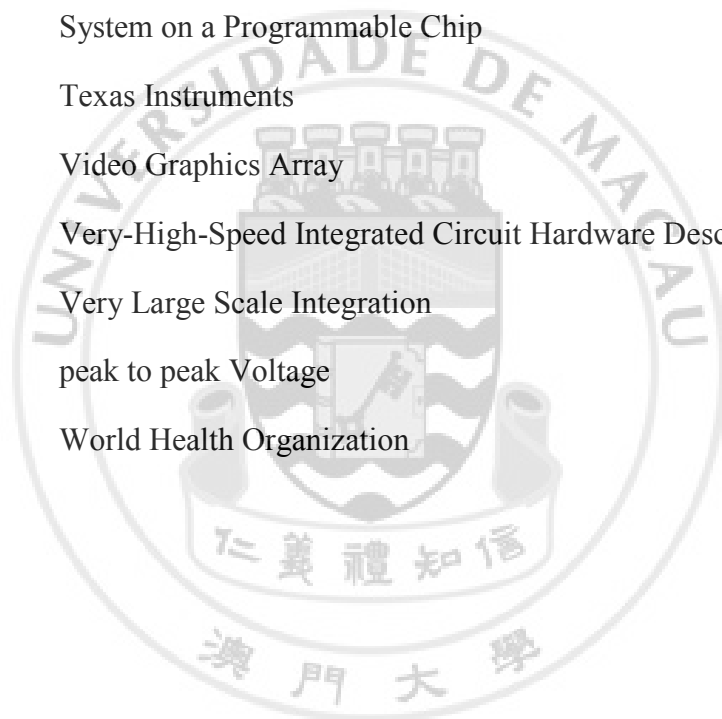 System on a Programmable Chip
Texas Instruments
Video Graphics Array
Very-High-Speed Integrated Circuit Hardware Desc
Very Large Scale Integration
peak to peak Voltage
World Health Organization
UNIVERSIDADE DE MACAU
仁義禮知信
澳門大學